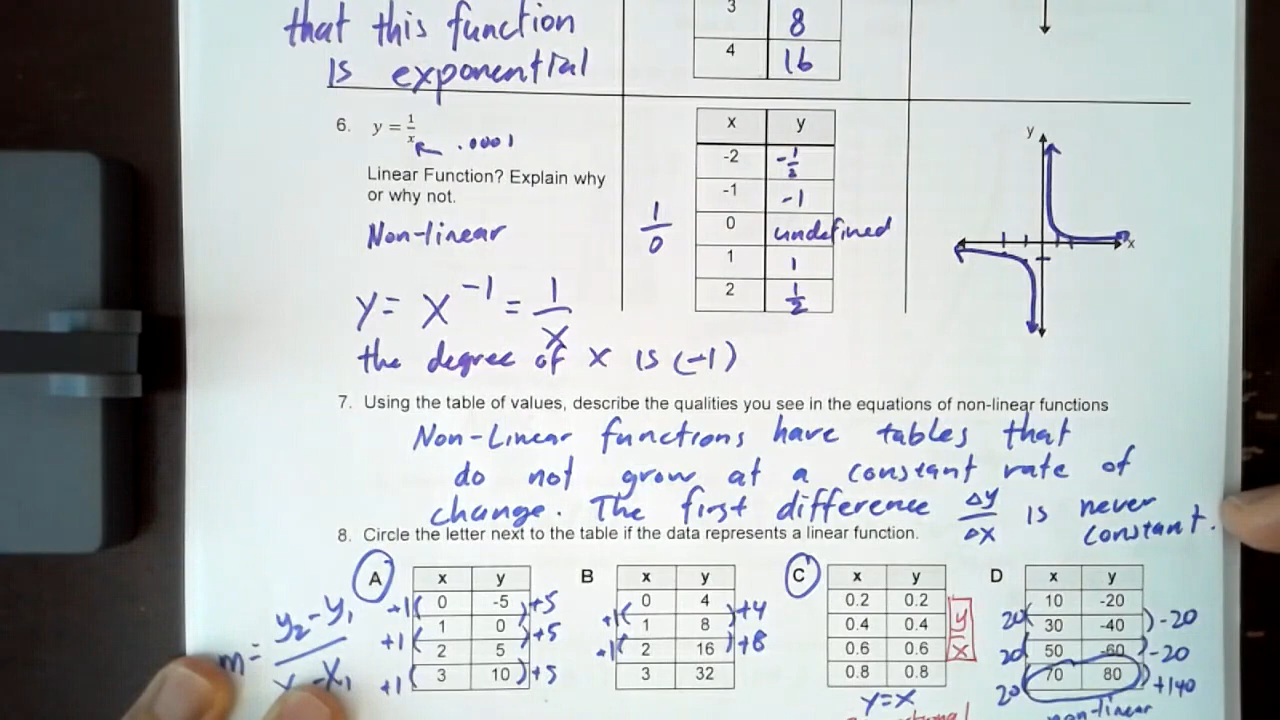 that this function
is exponential
3 8
4 16
6. y = 1/x
.0001
Linear Function? Explain why
or why not.
Non-linear
y = x^-1 = 1/x
the degree of x is (-1)
1/0
x y
-2 -1/2
-1 -1
0 undefined
1 1
2 1/2
y
x
7. Using the table of values, describe the qualities you see in the equations of non-linear functions
Non-Linear functions have tables that
do not grow at a constant rate of
change. The first difference Δy/Δx is never
constant.
8. Circle the letter next to the table if the data represents a linear function.
m = y2-y1
-x1
A
x y
0 -5
1 0
2 5
3 10
+1 +5
+1 +5
+1 +5
B
x y
0 4
1 8
2 16
3 32
+1 +4
+1 +8
C
x y
0.2 0.2
0.4 0.4
0.6 0.6
0.8 0.8
y/x
y=x
D
x y
10 -20
30 -40
50 -60
70 80
20 -20
20 -20
20 +140
non-linear